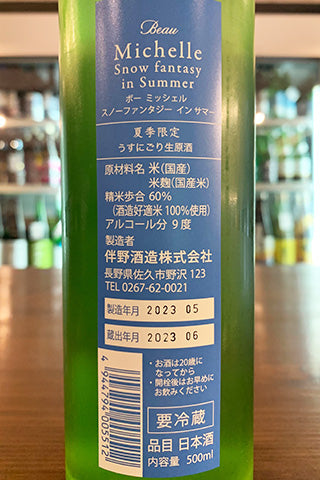 Beau
Michelle
Snow fantasy
in Summer
ボー ミッシェル
スノーファンタジー イン サマー
夏季限定
うすにごり生原酒
原材料名 米(国産)
米麹(国産米)
精米歩合 60%
(酒造好適米 100%使用)
アルコール分 9度
製造者
伴野酒造株式会社
長野県佐久市野沢 123
TEL 0267-62-0021
製造年月 2023 05
蔵出年月 2023 06
・お酒は20歳に
なってから
・開栓後はお早めに
お飲みください
4 944794 005512
要冷蔵
品目 日本酒
内容量 500ml